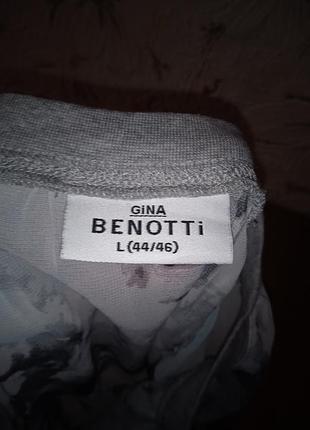 GiNA
BENOTTi
L (44/46)